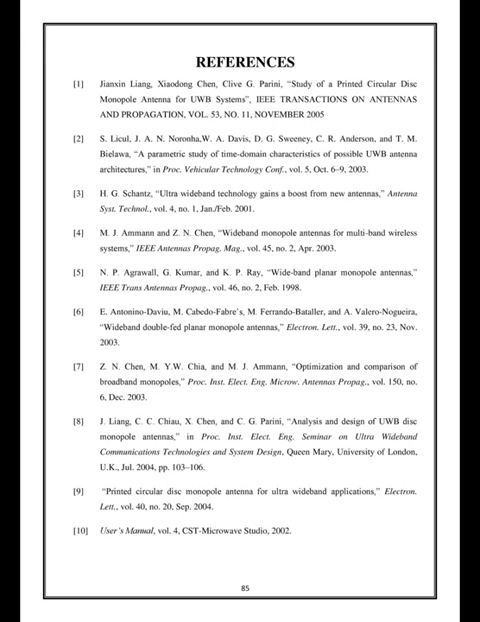 REFERENCES
[1] Jianxin Liang, Xiaodong Chen, Clive G. Parini, “Study of a Printed Circular Disc
Monopole Antenna for UWB Systems”, IEEE TRANSACTIONS ON ANTENNAS
AND PROPAGATION, VOL. 53, NO. 11, NOVEMBER 2005
[2] S. Licul, J. A. N. Noronha,W. A. Davis, D. G. Sweeney, C. R. Anderson, and T. M.
Bielawa, “A parametric study of time-domain characteristics of possible UWB antenna
architectures,” in Proc. Vehicular Technology Conf., vol. 5, Oct. 6–9, 2003.
[3] H. G. Schantz, “Ultra wideband technology gains a boost from new antennas,” Antenna
Syst. Technol., vol. 4, no. 1, Jan./Feb. 2001.
[4] M. J. Ammann and Z. N. Chen, “Wideband monopole antennas for multi-band wireless
systems,” IEEE Antennas Propag. Mag., vol. 45, no. 2, Apr. 2003.
[5] N. P. Agrawall, G. Kumar, and K. P. Ray, “Wide-band planar monopole antennas,”
IEEE Trans Antennas Propag., vol. 46, no. 2, Feb. 1998.
[6] E. Antonino-Daviu, M. Cabedo-Fabre´s, M. Ferrando-Bataller, and A. Valero-Nogueira,
“Wideband double-fed planar monopole antennas,” Electron. Lett., vol. 39, no. 23, Nov.
2003.
[7] Z. N. Chen, M. Y.W. Chia, and M. J. Ammann, “Optimization and comparison of
broadband monopoles,” Proc. Inst. Elect. Eng. Microw. Antennas Propag., vol. 150, no.
6, Dec. 2003.
[8] J. Liang, C. C. Chiau, X. Chen, and C. G. Parini, “Analysis and design of UWB disc
monopole antennas,” in Proc. Inst. Elect. Eng. Seminar on Ultra Wideband
Communications Technologies and System Design, Queen Mary, University of London,
U.K., Jul. 2004, pp. 103–106.
[9] “Printed circular disc monopole antenna for ultra wideband applications,” Electron.
Lett., vol. 40, no. 20, Sep. 2004.
[10] User’s Manual, vol. 4, CST-Microwave Studio, 2002.
85